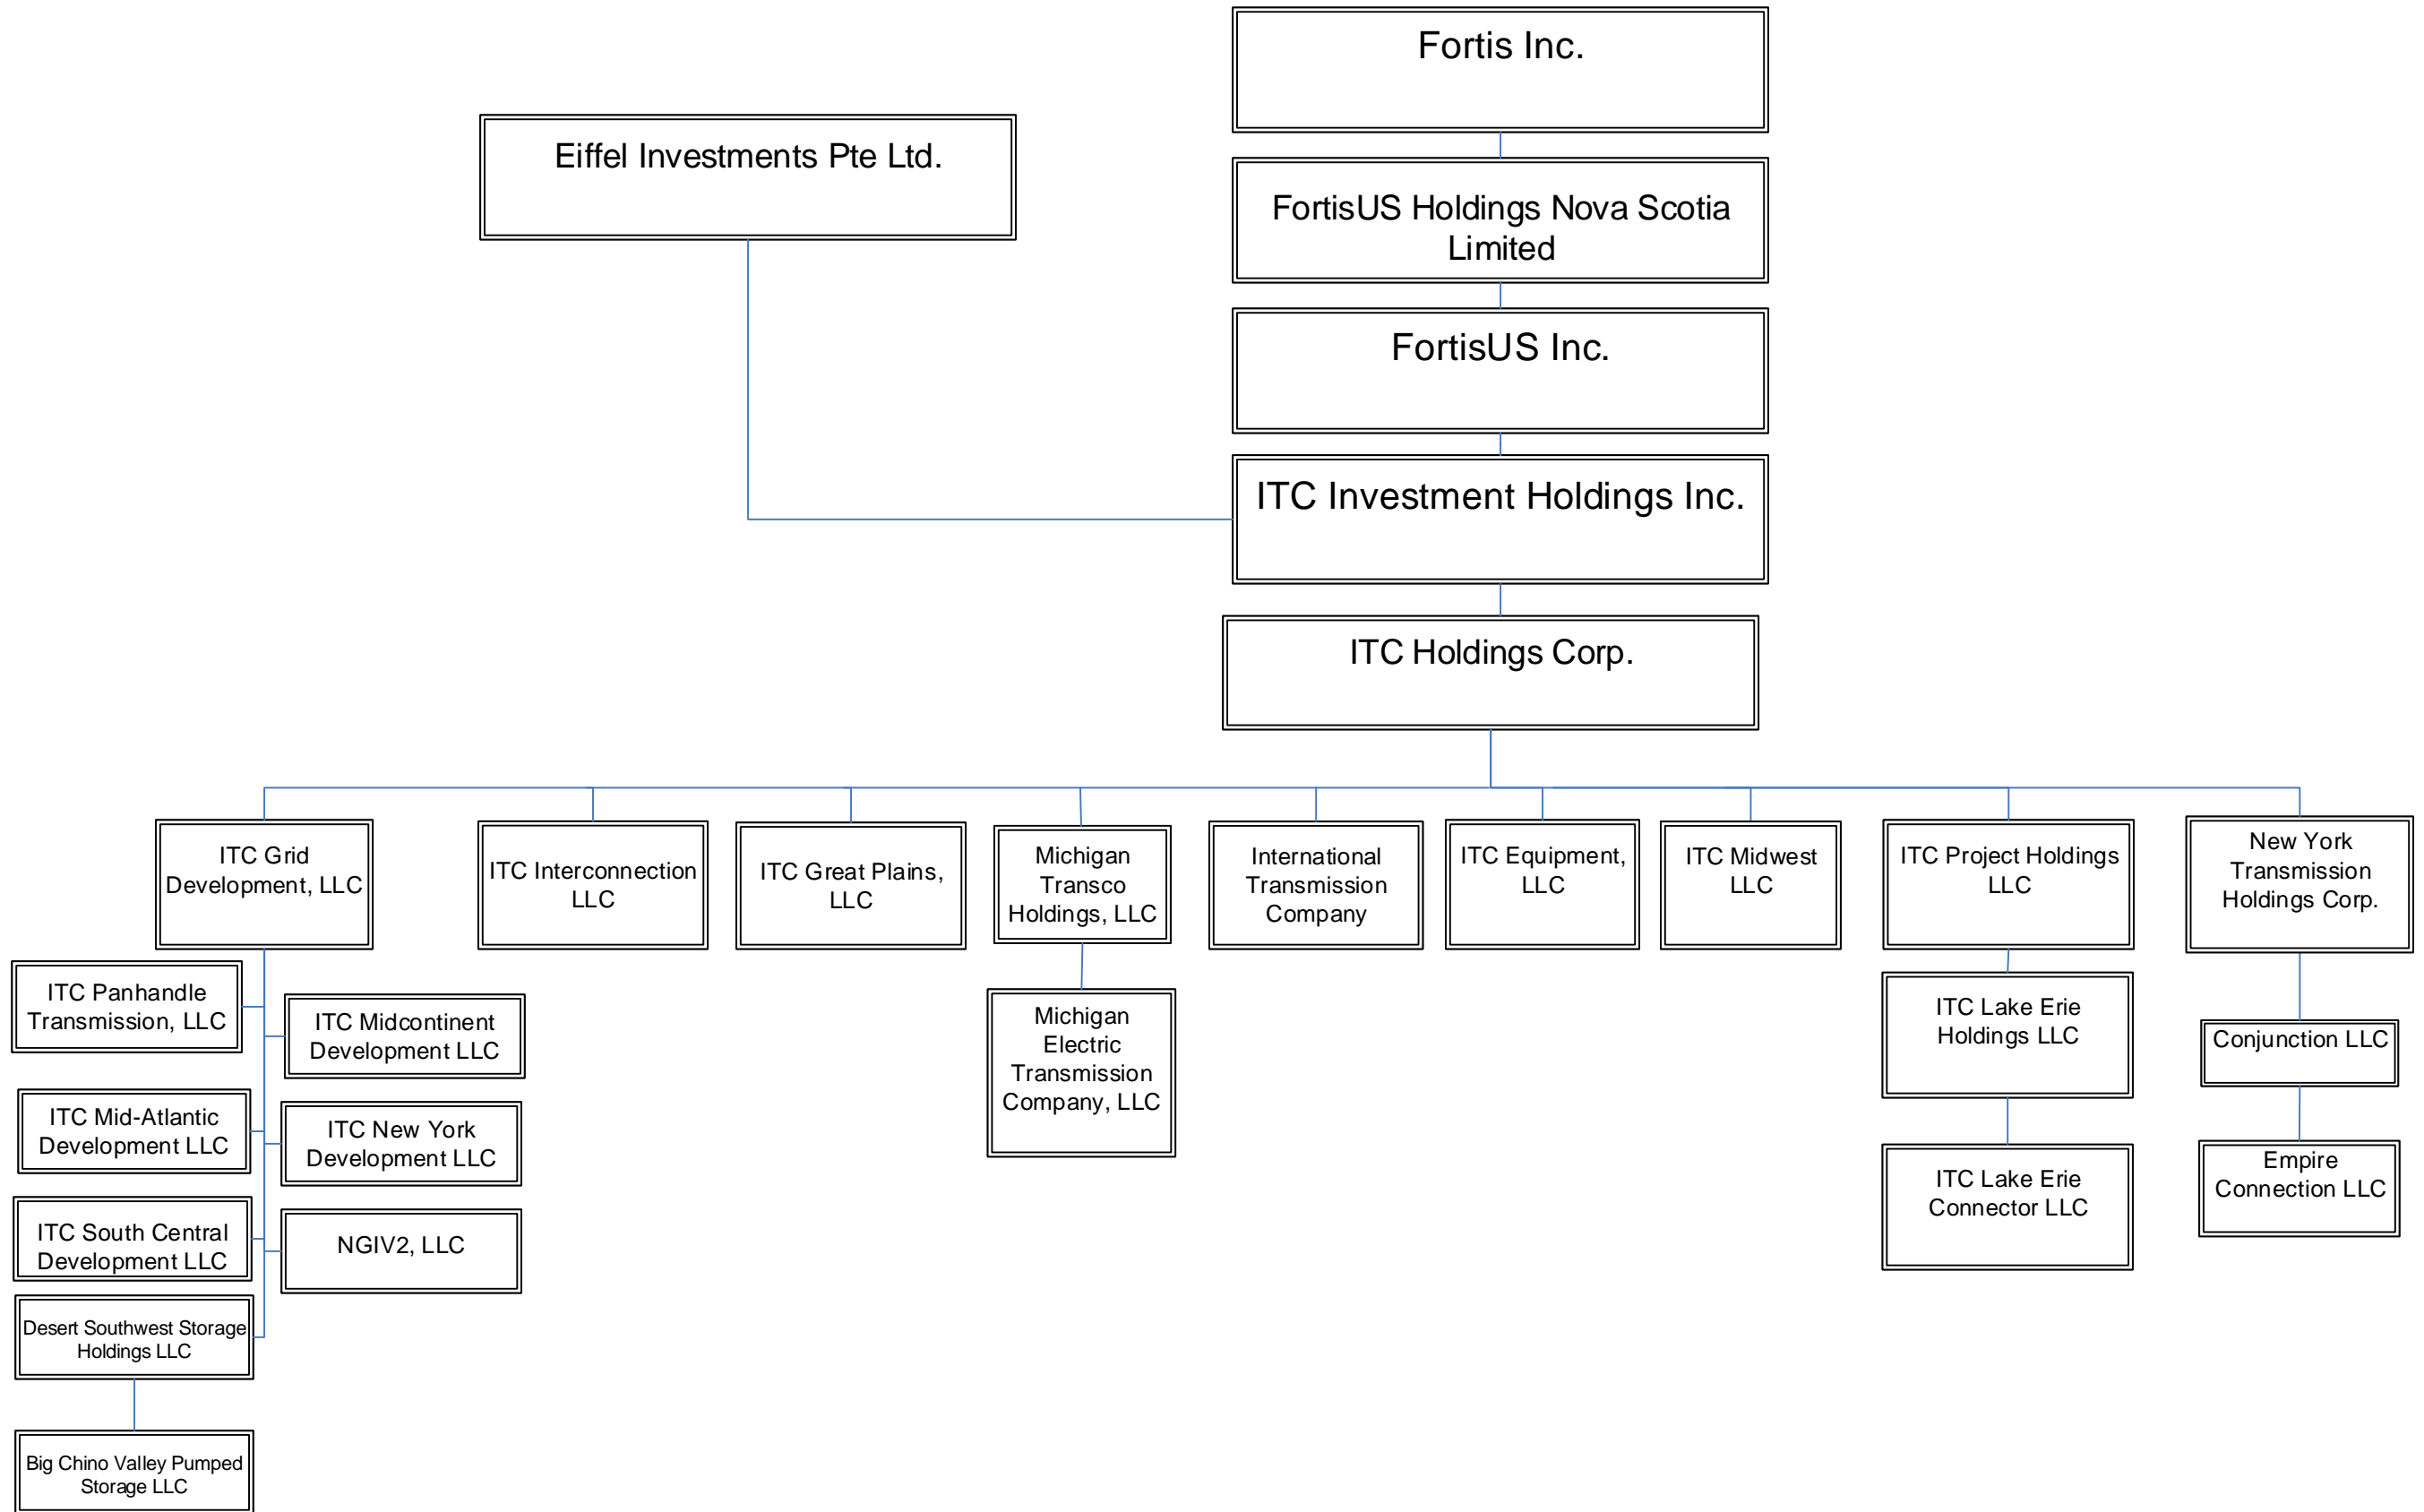 Fortis Inc.
Eiffel Investments Pte Ltd.
FortisUS Holdings Nova Scotia
Limited
FortisUS Inc.
ITC Investment Holdings Inc.
ITC Holdings Corp.
ITC Grid
Development, LLC
ITC Interconnection
LLC
ITC Great Plains,
LLC
Michigan
Transco
Holdings, LLC
International
Transmission
Company
ITC Equipment,
LLC
ITC Midwest
LLC
ITC Project Holdings
LLC
New York
Transmission
Holdings Corp.
ITC Panhandle
Transmission, LLC
ITC Midcontinent
Development LLC
ITC Mid-Atlantic
Development LLC
ITC New York
Development LLC
ITC South Central
Development LLC
NGIV2, LLC
Desert Southwest Storage
Holdings LLC
Big Chino Valley Pumped
Storage LLC
Michigan
Electric
Transmission
Company, LLC
ITC Lake Erie
Holdings LLC
ITC Lake Erie
Connector LLC
Conjunction LLC
Empire
Connection LLC